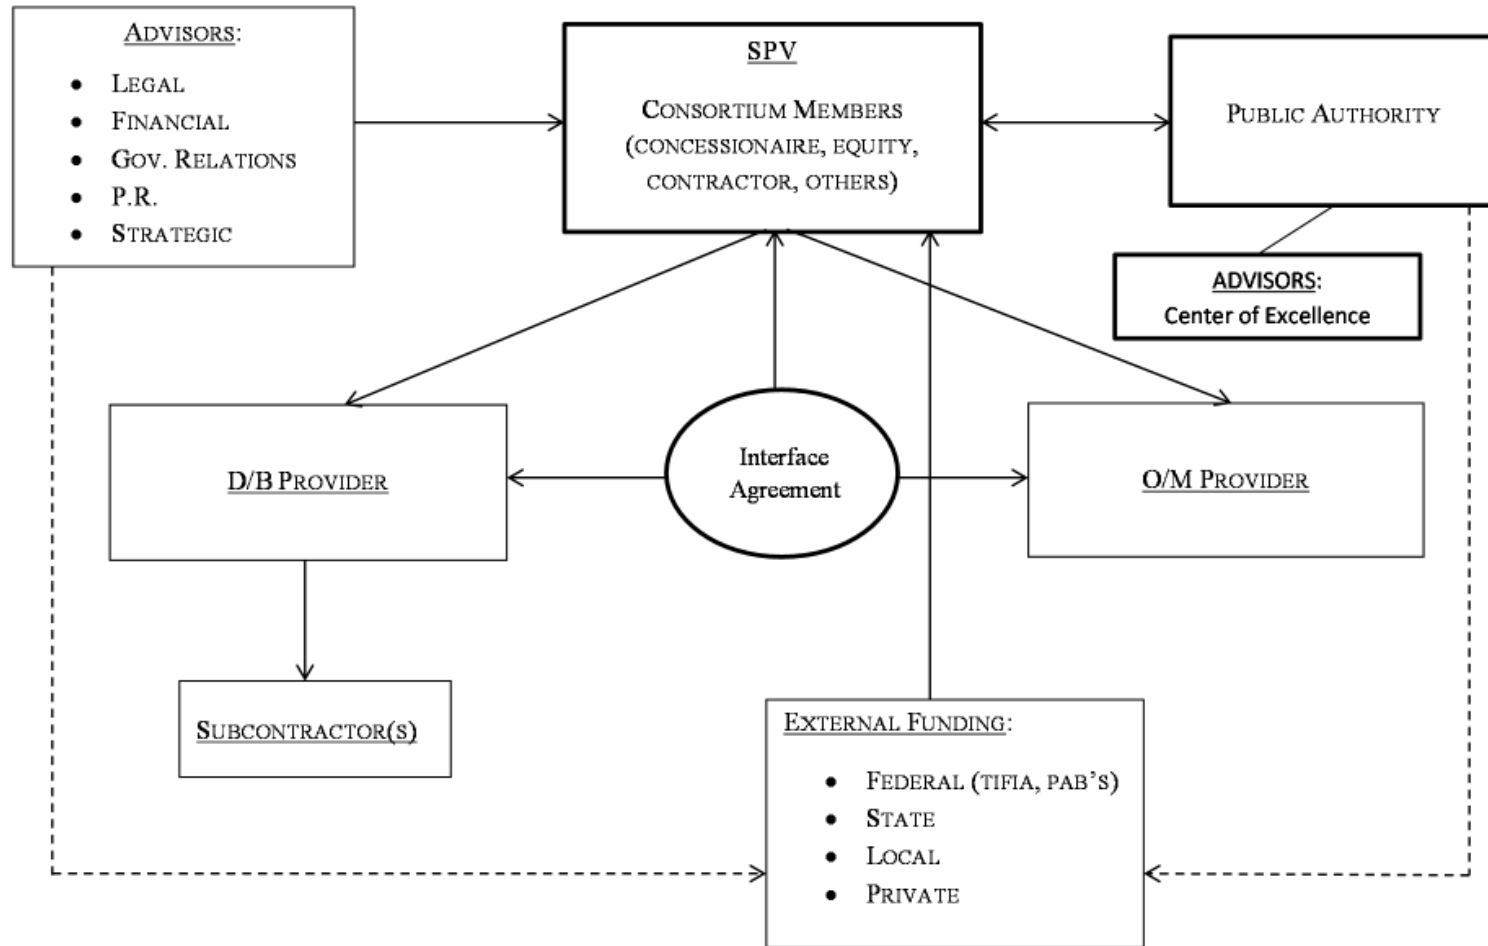 ADVISORS:
• LEGAL
• FINANCIAL
• GOV. RELATIONS
• P.R.
• STRATEGIC
SPV
CONSORTIUM MEMBERS
(CONCESSIONAIRE, EQUITY,
CONTRACTOR, OTHERS)
PUBLIC AUTHORITY
ADVISORS:
Center of Excellence
D/B PROVIDER
Interface
Agreement
O/M PROVIDER
SUBCONTRACTOR(S)
EXTERNAL FUNDING:
• FEDERAL (TIFIA, PAB'S)
• STATE
• LOCAL
• PRIVATE